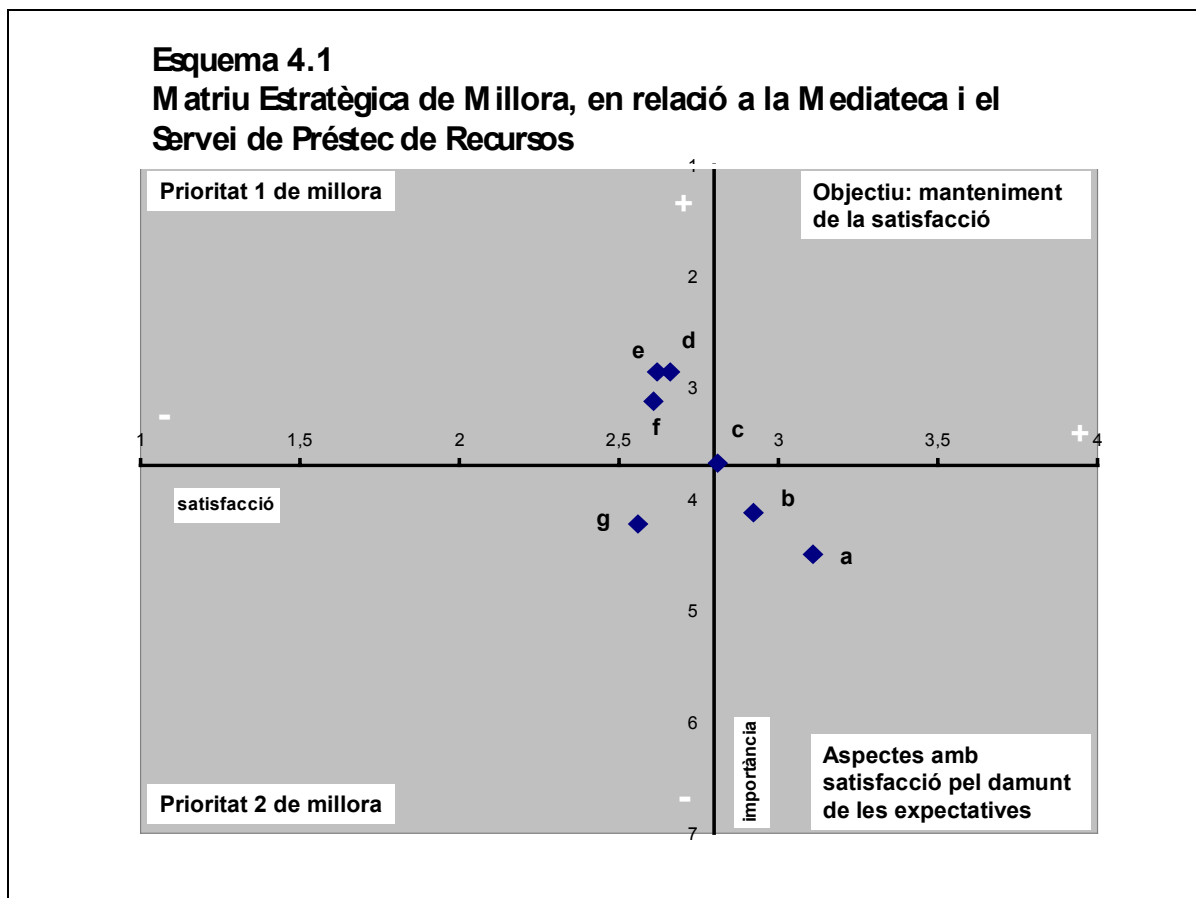 Esquema 4.1
Matriu Estratègica de Millora, en relació a la Mediateca i el
Servei de Préstec de Recursos
Prioritat 1 de millora
1
+
Objectiu: manteniment
de la satisfacció
2
d
e
3
f
c
-
+
1
1,5
2
2,5
3
3,5
4
satisfacció
4
b
g
a
5
6
importància
Prioritat 2 de millora
-
Aspectes amb
satisfacció pel damunt
de les expectatives
7